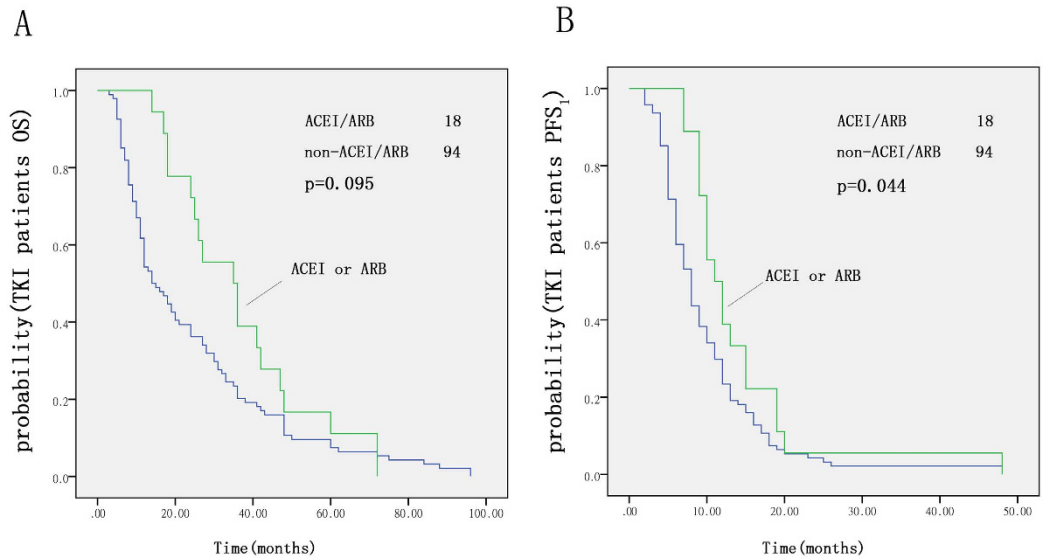 A
probability(TKI patients OS)
1.0
0.8
0.6
0.4
0.2
0.0
ACEI/ARB 18
non-ACEI/ARB 94
p=0.095
ACEI or ARB
.00 20.00 40.00 60.00 80.00 100.00
Time(months)
B
probability(TKI patients PFS₁)
1.0
0.8
0.6
0.4
0.2
0.0
ACEI/ARB 18
non-ACEI/ARB 94
p=0.044
ACEI or ARB
.00 10.00 20.00 30.00 40.00 50.00
Time(months)